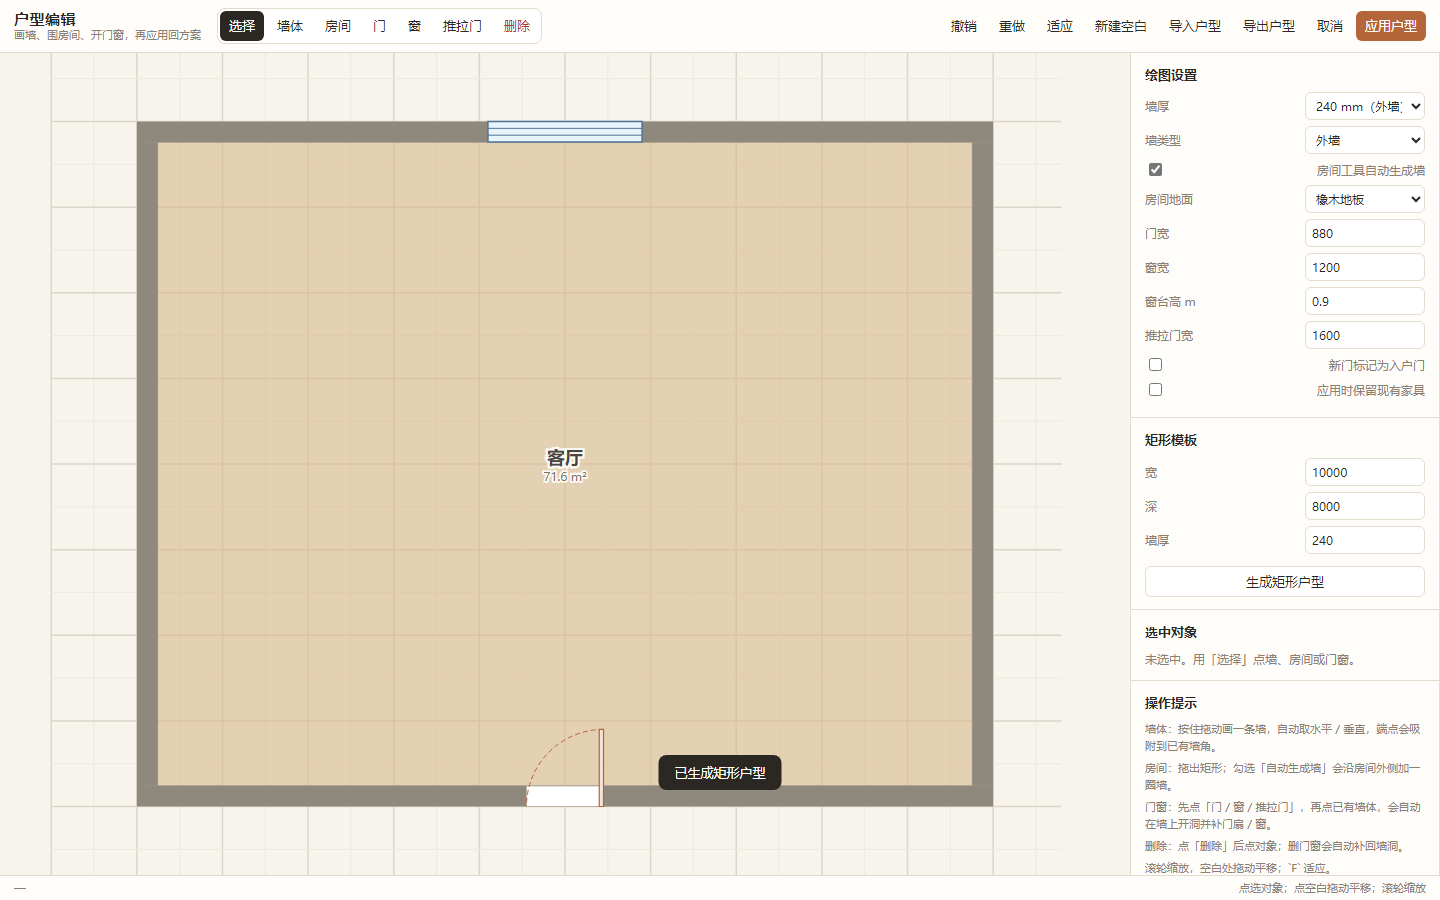 户型编辑
画墙、围房间、开门窗，再应用回方案
选择 墙体 房间 门 窗 推拉门 删除
撤销 重做 适应 新建空白 导入户型 导出户型 取消 应用户型
绘图设置
墙厚 240 mm（外墙）
墙类型 外墙
房间工具自动生成墙
房间地面 橡木地板
门宽 880
窗宽 1200
窗台高 m 0.9
推拉门宽 1600
新门标记为入户门
应用时保留现有家具
矩形模板
宽 10000
深 8000
墙厚 240
生成矩形户型
选中对象
未选中。用「选择」点墙、房间或门窗。
操作提示
墙体：按住拖动画一条墙，自动取水平 / 垂直，端点会吸
附到已有墙角。
房间：拖出矩形；勾选「自动生成墙」会沿房间外侧加一
圈墙。
门窗：先点「门 / 窗 / 推拉门」，再点已有墙体，会自动
在墙上开洞并补门扇 / 窗。
删除：点「删除」后点对象；删门窗会自动补回墙洞。
滚轮缩放，空白处拖动平移；`F` 适应。
客厅
71.6 m²
已生成矩形户型
—
点选对象；点空白拖动平移；滚轮缩放